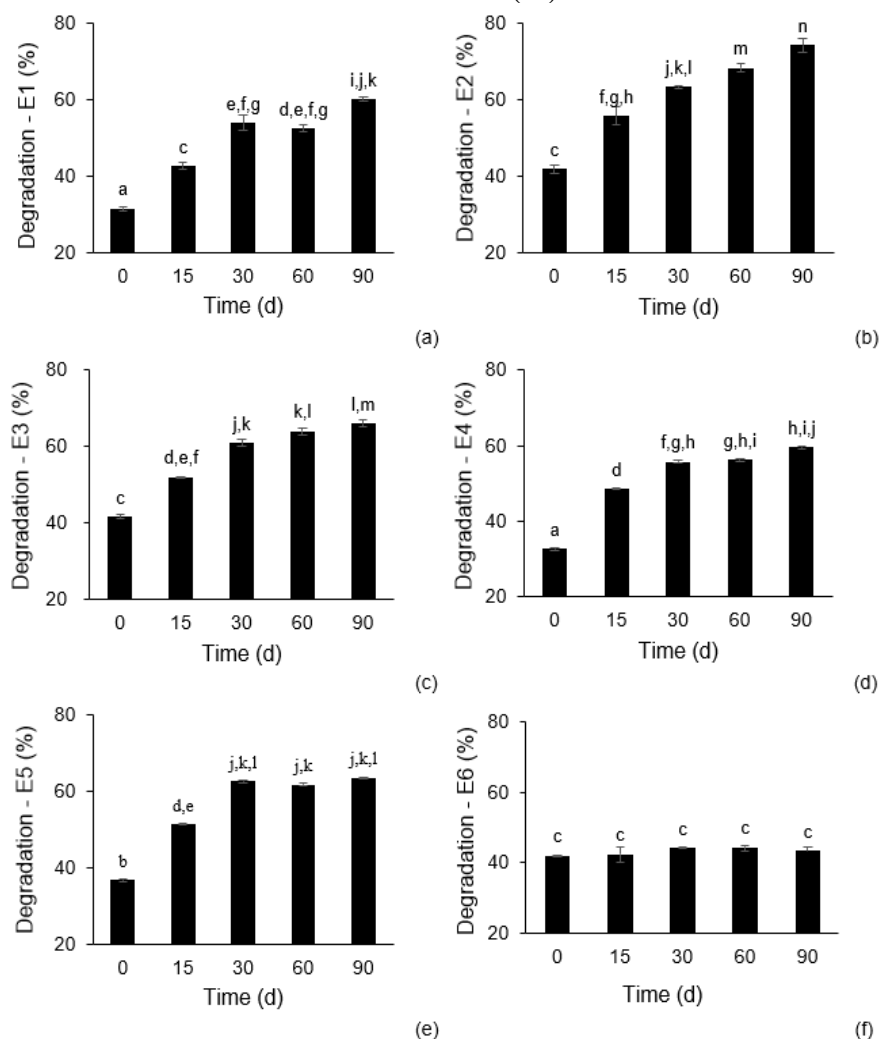 80
60
40
20
Degradation - E1 (%)
a
c
e,f,g
d,e,f,g
i,j,k
0 15 30 60 90
Time (d)
(a)
80
60
40
20
Degradation - E2 (%)
c
f,g,h
j,k,l
m
n
0 15 30 60 90
Time (d)
(b)
80
60
40
20
Degradation - E3 (%)
c
d,e,f
j,k
k,l
l,m
0 15 30 60 90
Time (d)
(c)
80
60
40
20
Degradation - E4 (%)
a
d
f,g,h
g,h,i
h,i,j
0 15 30 60 90
Time (d)
(d)
80
60
40
20
Degradation - E5 (%)
b
d,e
j,k,l
j,k
j,k,l
0 15 30 60 90
Time (d)
(e)
80
60
40
20
Degradation - E6 (%)
c
c
c
c
c
0 15 30 60 90
Time (d)
(f)